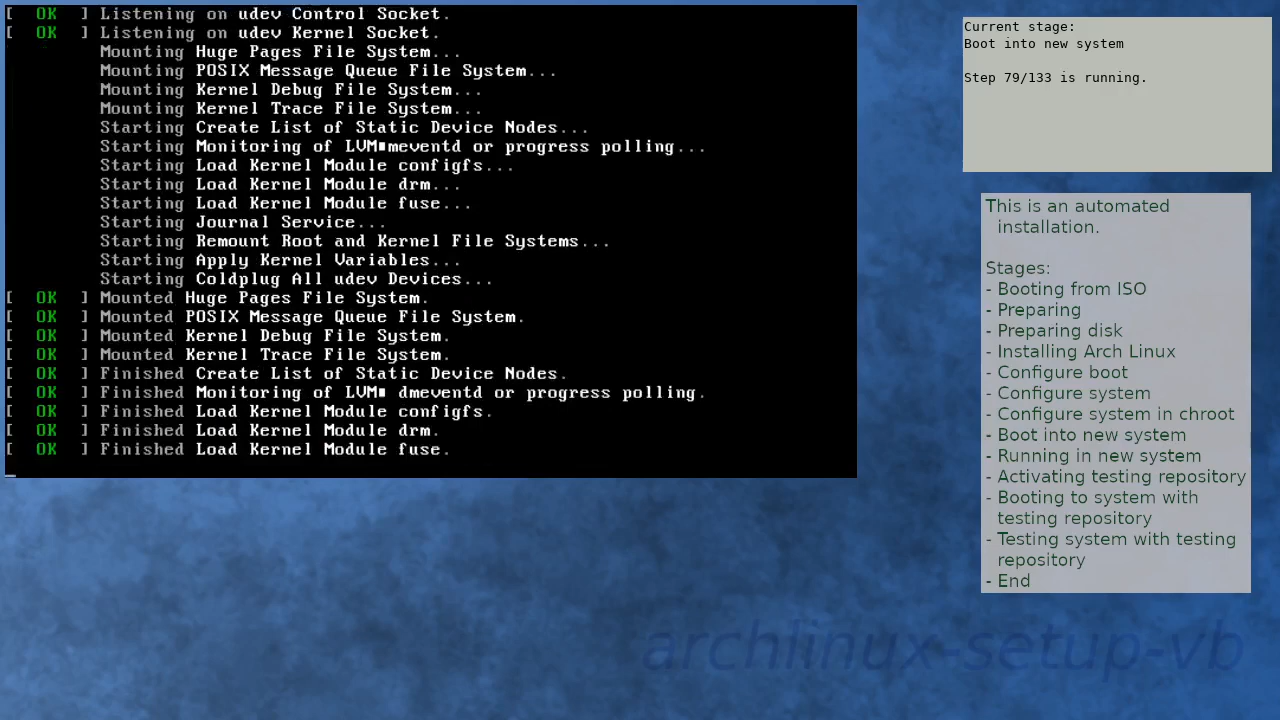 [  OK  ] Listening on udev Control Socket.
[  OK  ] Listening on udev Kernel Socket.
Mounting Huge Pages File System...
Mounting POSIX Message Queue File System...
Mounting Kernel Debug File System...
Mounting Kernel Trace File System...
Starting Create List of Static Device Nodes...
Starting Monitoring of LVM■meventd or progress polling...
Starting Load Kernel Module configfs...
Starting Load Kernel Module drm...
Starting Load Kernel Module fuse...
Starting Journal Service...
Starting Remount Root and Kernel File Systems...
Starting Apply Kernel Variables...
Starting Coldplug All udev Devices...
[  OK  ] Mounted Huge Pages File System.
[  OK  ] Mounted POSIX Message Queue File System.
[  OK  ] Mounted Kernel Debug File System.
[  OK  ] Mounted Kernel Trace File System.
[  OK  ] Finished Create List of Static Device Nodes.
[  OK  ] Finished Monitoring of LVM■ dmeventd or progress polling.
[  OK  ] Finished Load Kernel Module configfs.
[  OK  ] Finished Load Kernel Module drm.
[  OK  ] Finished Load Kernel Module fuse.
Current stage:
Boot into new system
Step 79/133 is running.
This is an automated
installation.
Stages:
- Booting from ISO
- Preparing
- Preparing disk
- Installing Arch Linux
- Configure boot
- Configure system
- Configure system in chroot
- Boot into new system
- Running in new system
- Activating testing repository
- Booting to system with
testing repository
- Testing system with testing
repository
- End
archlinux-setup-vb